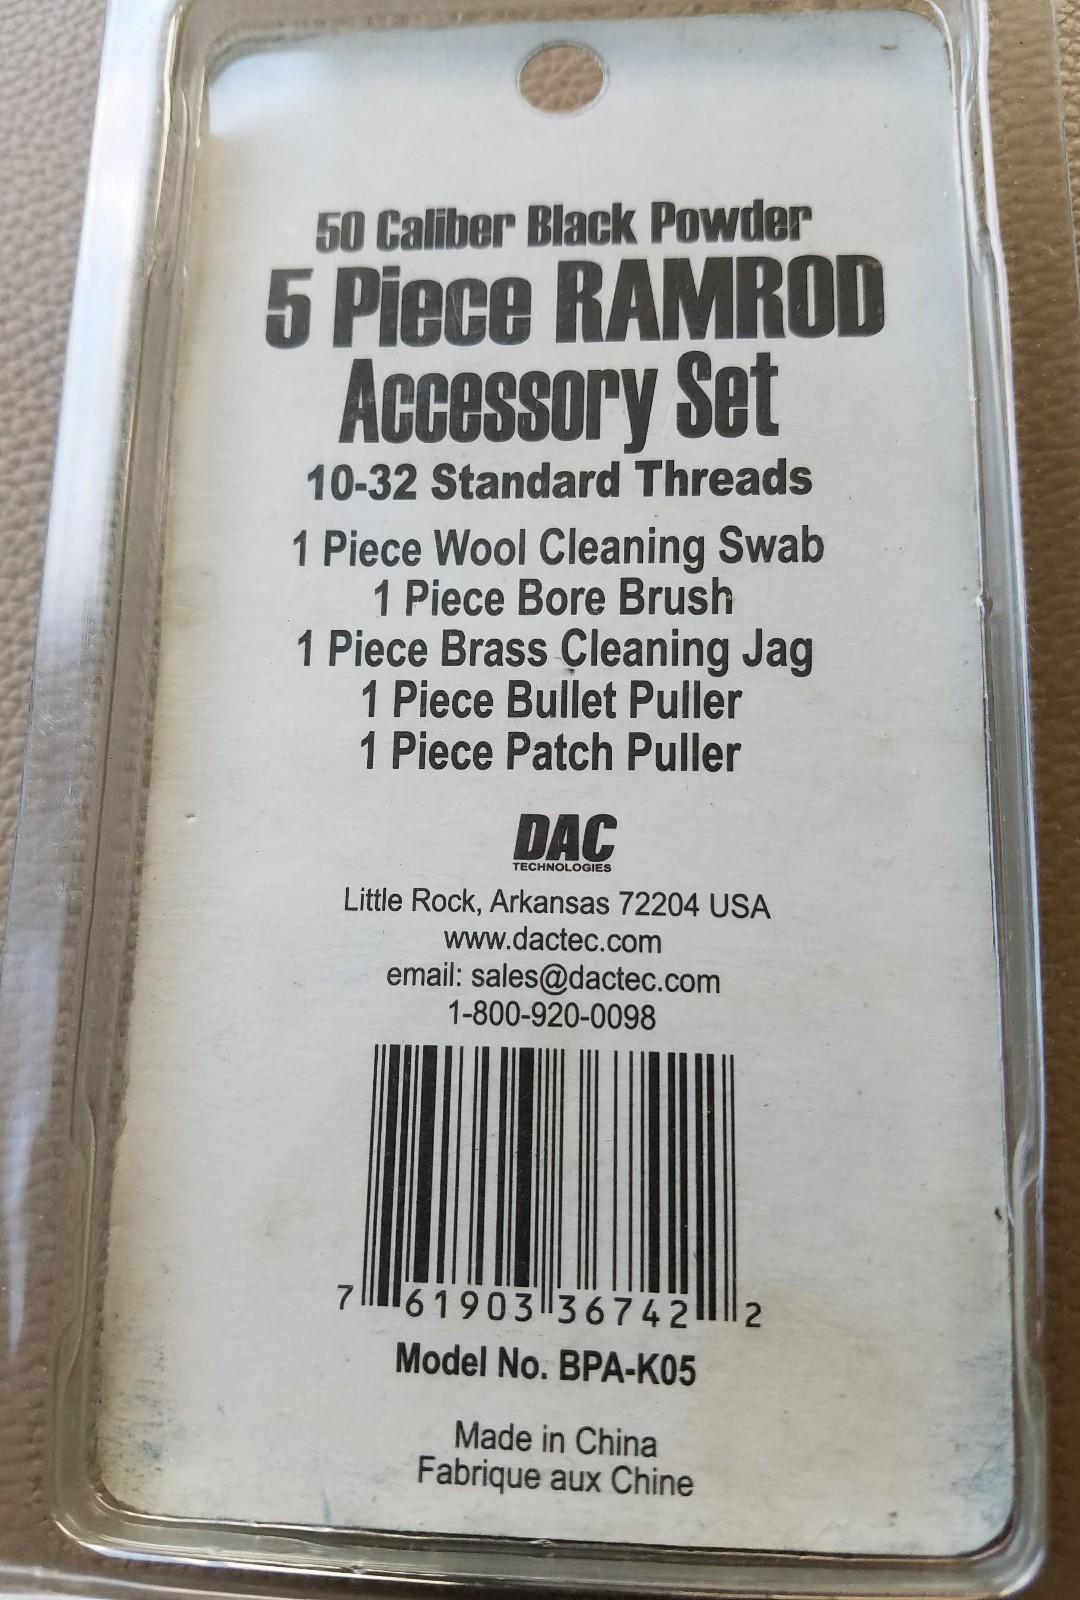 50 Caliber Black Powder
5 Piece RAMROD
Accessory Set
10-32 Standard Threads
1 Piece Wool Cleaning Swab
1 Piece Bore Brush
1 Piece Brass Cleaning Jag
1 Piece Bullet Puller
1 Piece Patch Puller
DAC
TECHNOLOGIES
Little Rock, Arkansas 72204 USA
www.dactec.com
email: sales@dactec.com
1-800-920-0098
7 61903 36742 2
Model No. BPA-K05
Made in China
Fabrique aux Chine